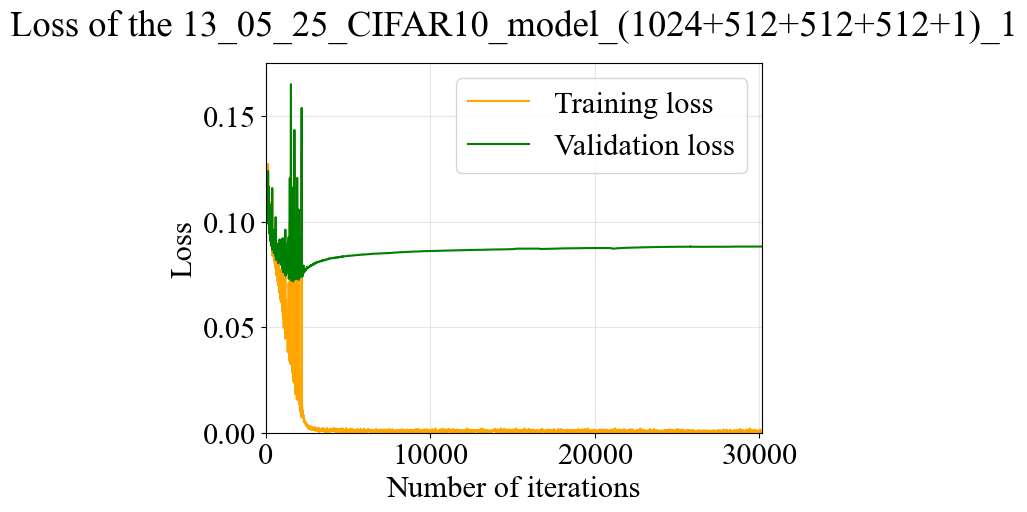 Loss of the 13_05_25_CIFAR10_model_(1024+512+512+512+1)_1
Training loss
Validation loss
0.15
0.10
0.05
0.00
Loss
0 10000 20000 30000
Number of iterations